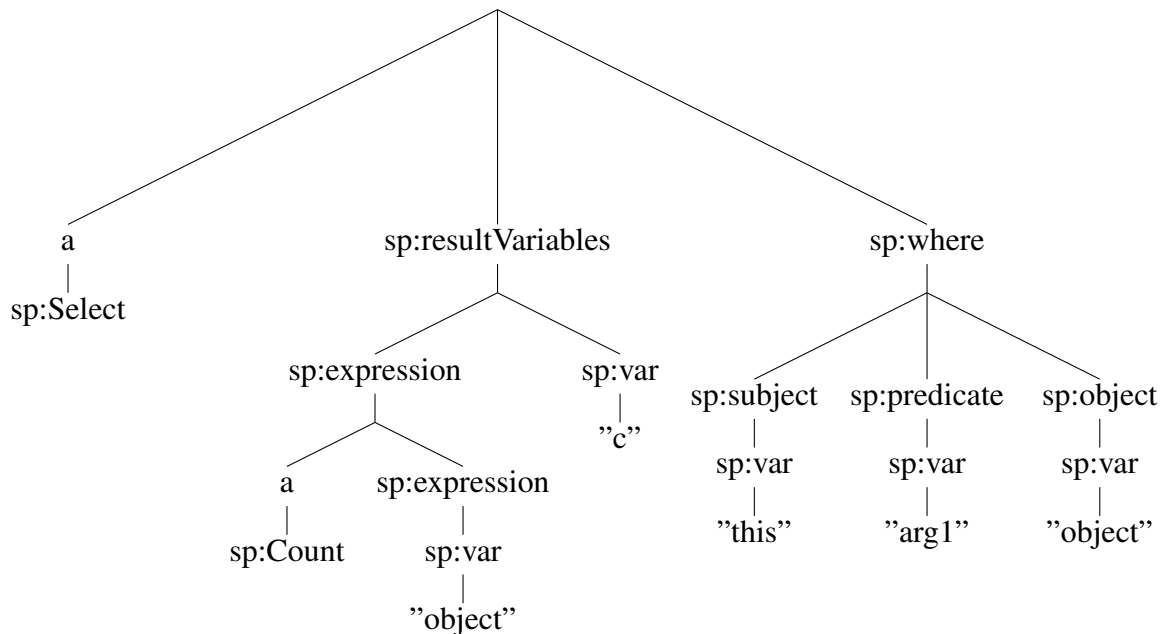 a
sp:resultVariables
sp:where
sp:Select
sp:expression
sp:var
sp:subject
sp:predicate
sp:object
”c”
sp:var
sp:var
sp:var
a
sp:expression
”this”
”arg1”
”object”
sp:Count
sp:var
”object”